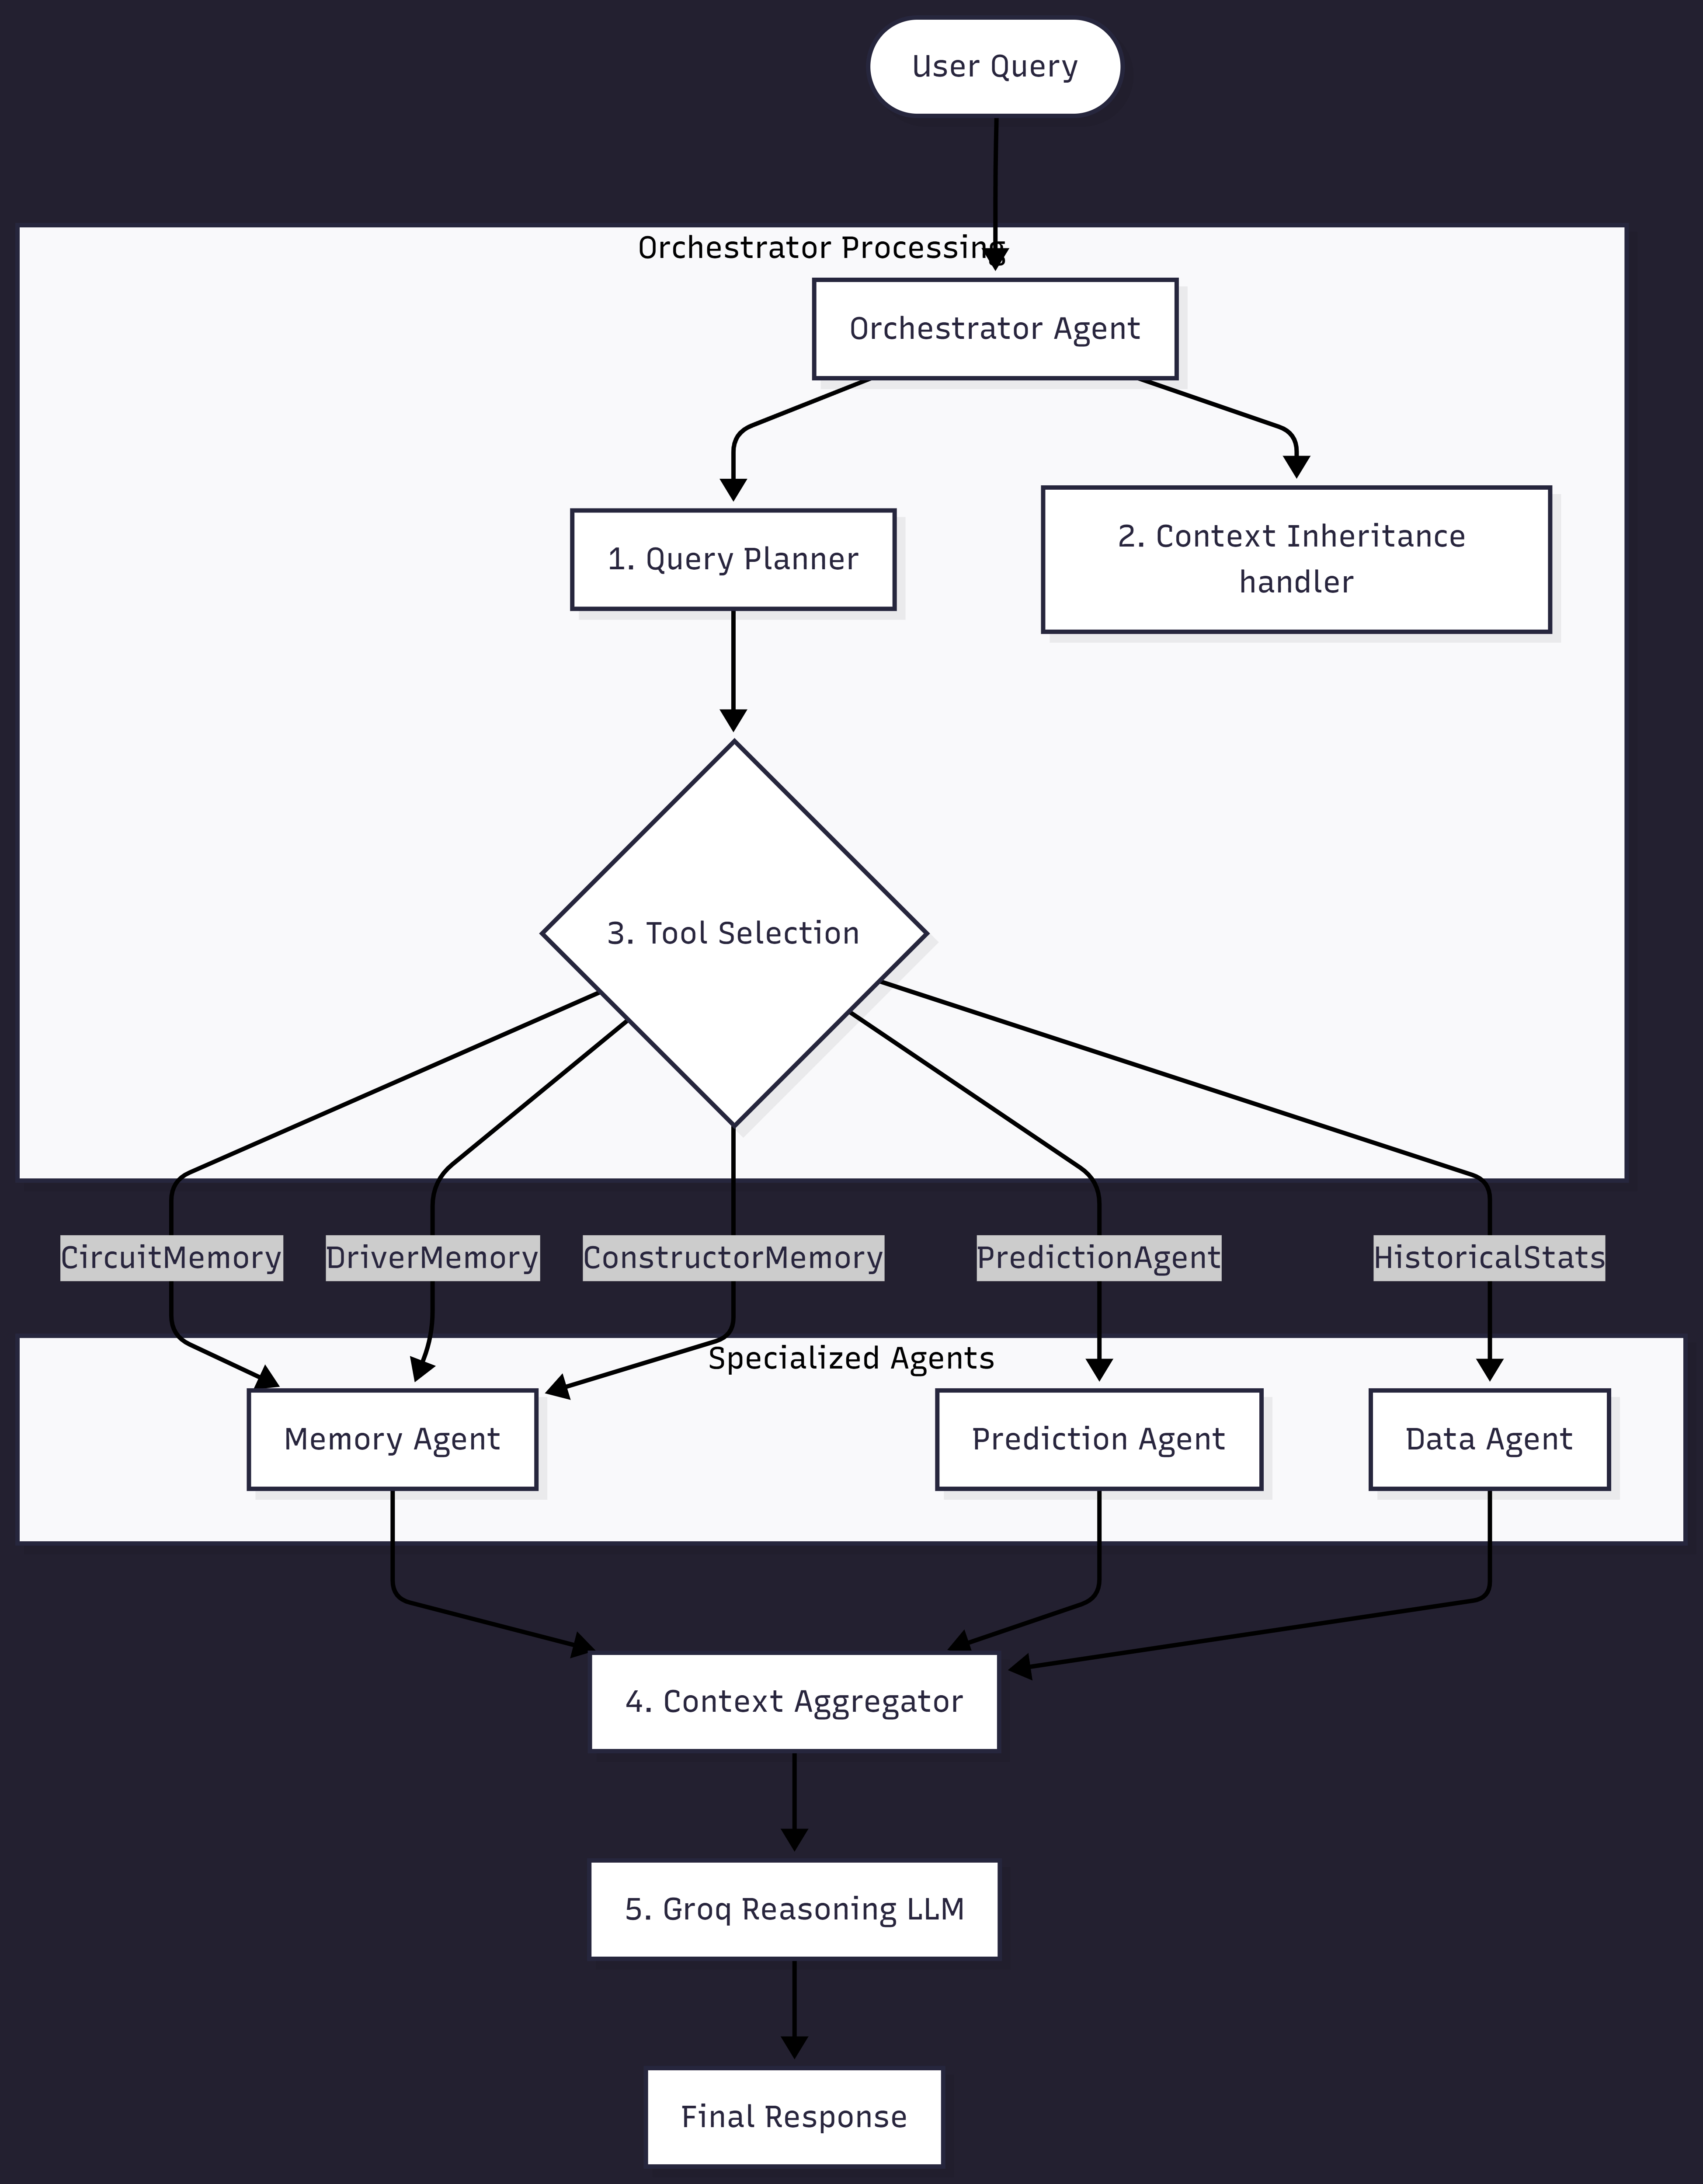 User Query
Orchestrator Processing
Orchestrator Agent
1. Query Planner
2. Context Inheritance
handler
3. Tool Selection
CircuitMemory
DriverMemory
ConstructorMemory
PredictionAgent
HistoricalStats
Specialized Agents
Memory Agent
Prediction Agent
Data Agent
4. Context Aggregator
5. Groq Reasoning LLM
Final Response